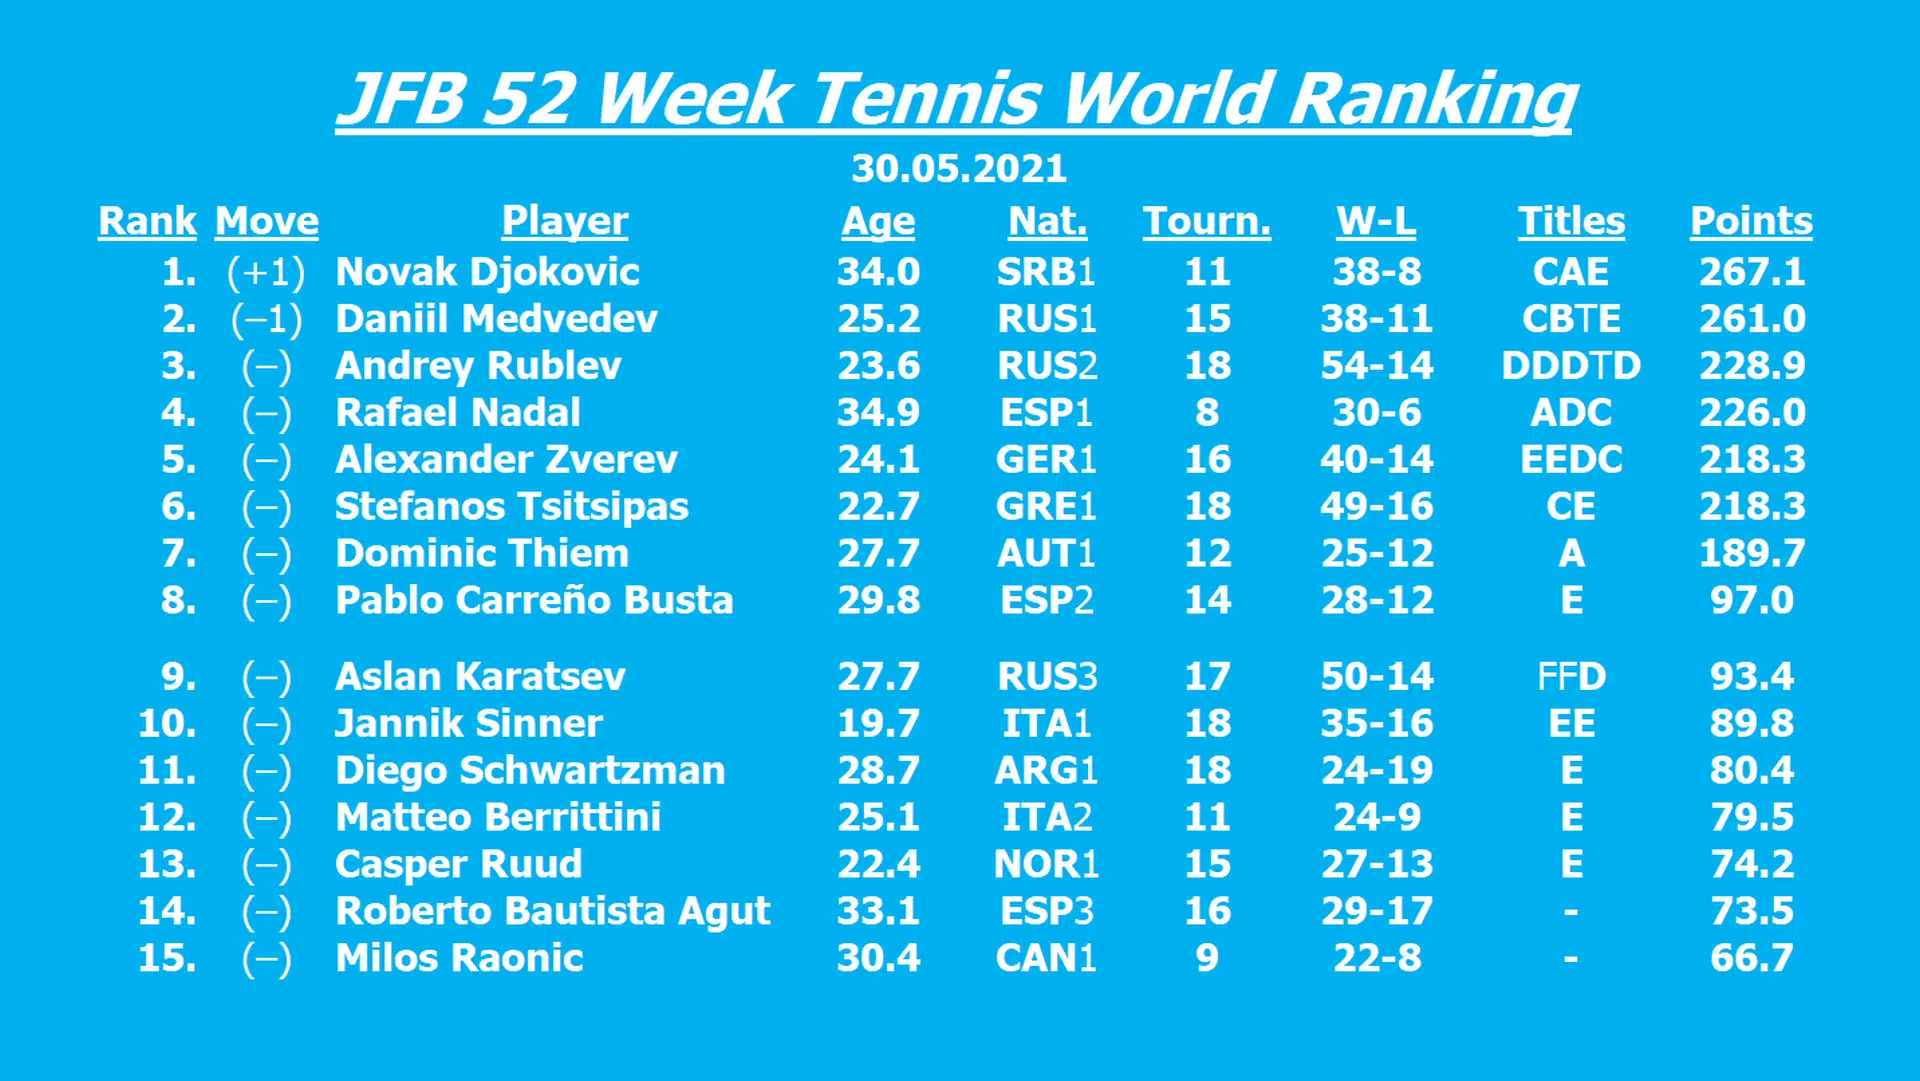 JFB 52 Week Tennis World Ranking
30.05.2021
Rank Move Player Age Nat. Tourn. W-L Titles Points
1. (+1) Novak Djokovic 34.0 SRB1 11 38-8 CAE 267.1
2. (–1) Daniil Medvedev 25.2 RUS1 15 38-11 CBTE 261.0
3. (–) Andrey Rublev 23.6 RUS2 18 54-14 DDDTD 228.9
4. (–) Rafael Nadal 34.9 ESP1 8 30-6 ADC 226.0
5. (–) Alexander Zverev 24.1 GER1 16 40-14 EEDC 218.3
6. (–) Stefanos Tsitsipas 22.7 GRE1 18 49-16 CE 218.3
7. (–) Dominic Thiem 27.7 AUT1 12 25-12 A 189.7
8. (–) Pablo Carreño Busta 29.8 ESP2 14 28-12 E 97.0
9. (–) Aslan Karatsev 27.7 RUS3 17 50-14 FFD 93.4
10. (–) Jannik Sinner 19.7 ITA1 18 35-16 EE 89.8
11. (–) Diego Schwartzman 28.7 ARG1 18 24-19 E 80.4
12. (–) Matteo Berrittini 25.1 ITA2 11 24-9 E 79.5
13. (–) Casper Ruud 22.4 NOR1 15 27-13 E 74.2
14. (–) Roberto Bautista Agut 33.1 ESP3 16 29-17 - 73.5
15. (–) Milos Raonic 30.4 CAN1 9 22-8 - 66.7